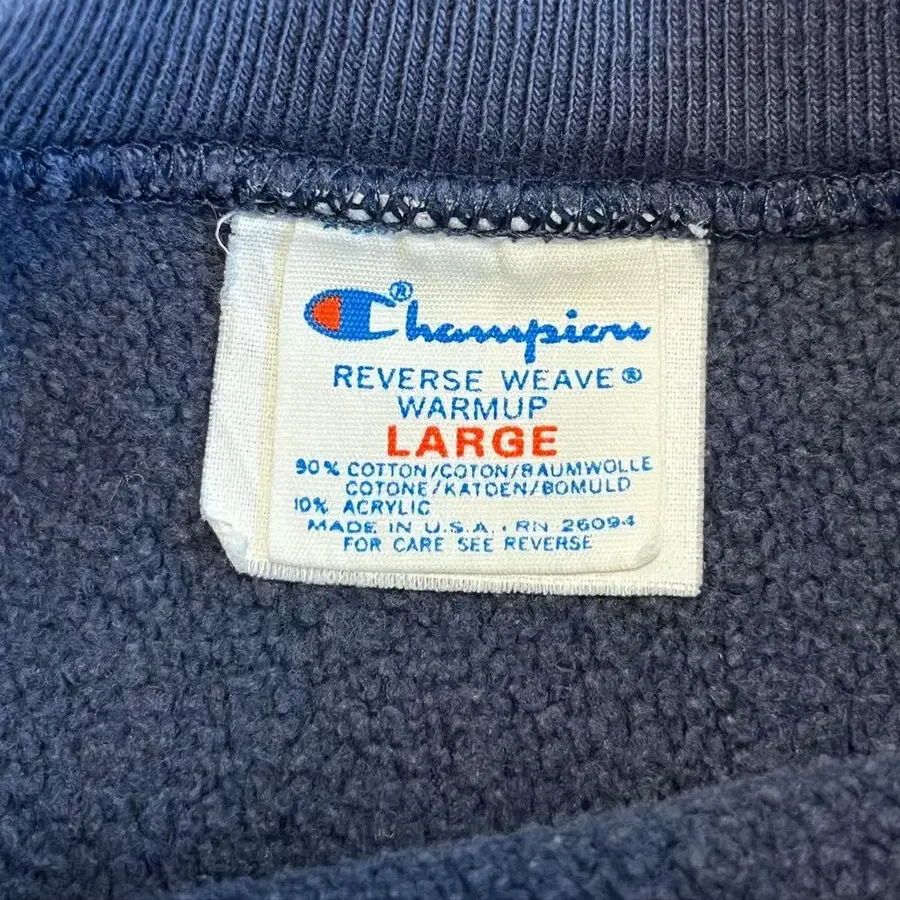 Champion®
REVERSE WEAVE®
WARMUP
LARGE
90% COTTON/COTON/BAUMWOLLE
COTONE/KATOEN/BOMULD
10% ACRYLIC
MADE IN U.S.A. • RN 26094
FOR CARE SEE REVERSE